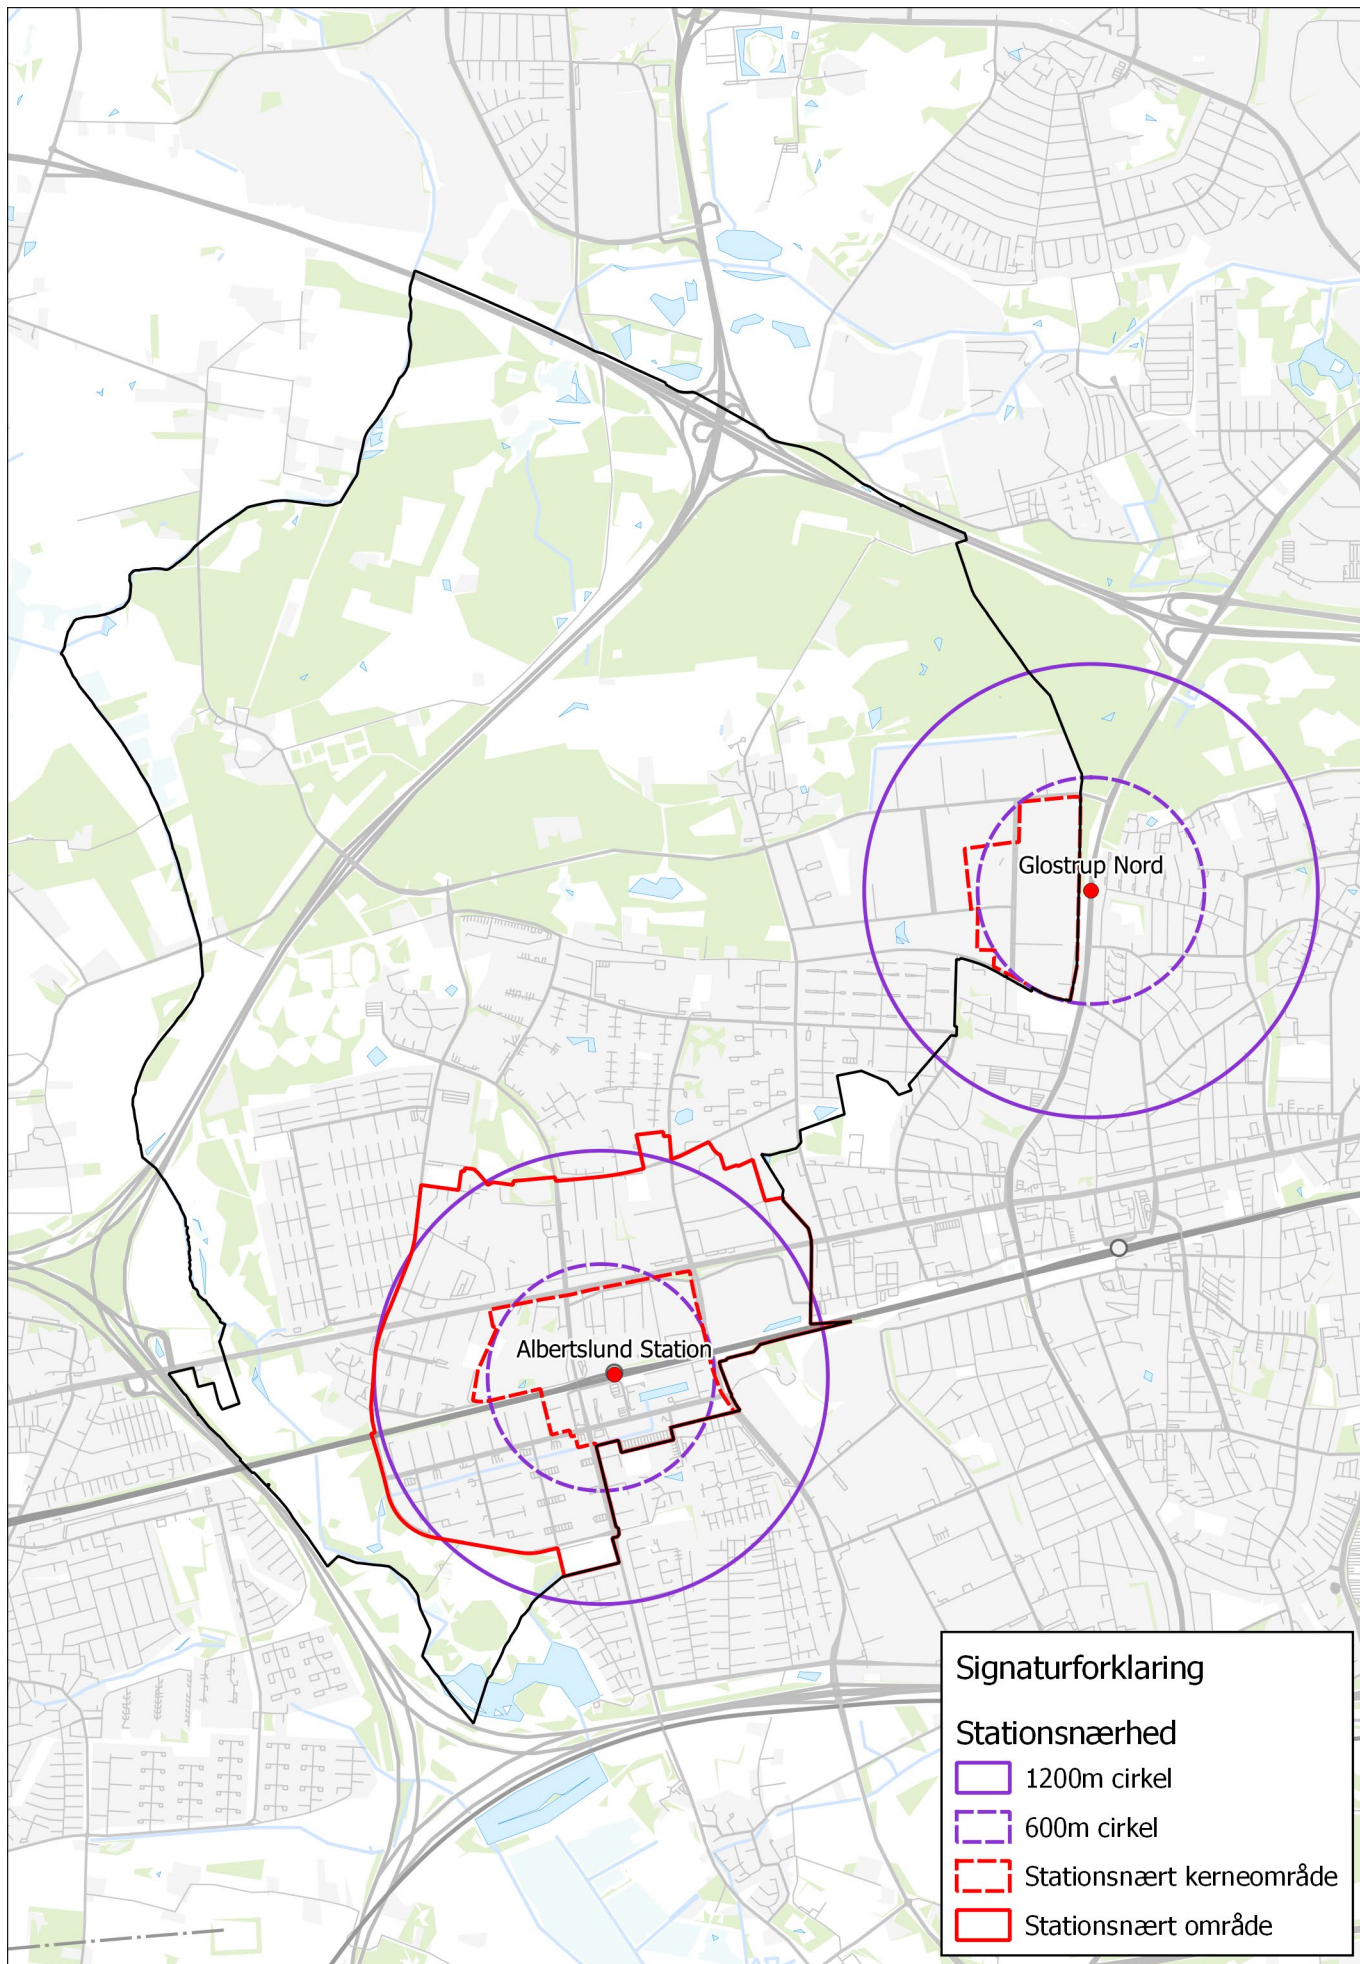 Glostrup Nord
Albertslund Station
Signaturforklaring
Stationsnærhed
1200m cirkel
600m cirkel
Stationsnært kerneområde
Stationsnært område